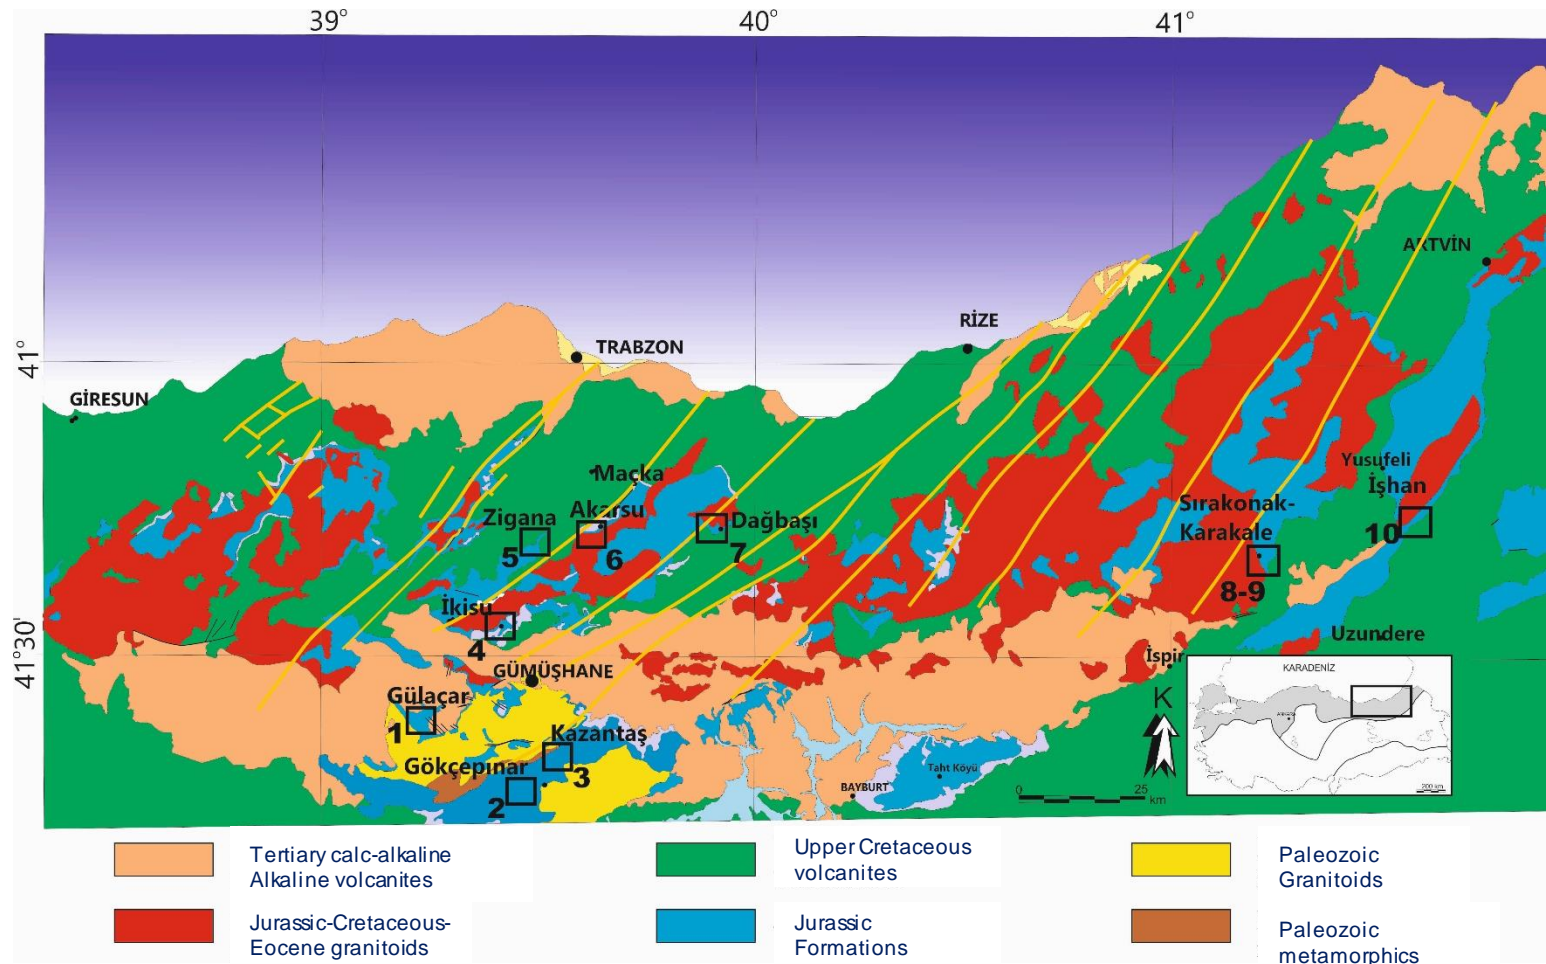 39°
40°
41°
ARTVİN
RİZE
TRABZON
41°
GİRESUN
Maçka
Yusufeli
İşhan
Zigana
Akarsu
Dağbaşı
Sırakonak-
Karakale
5
6
7
10
8-9
İkisu
4
Uzundere
İspir
41°30'
GÜMÜŞHANE
Gülaçar
1
Kazantaş
Gökçepınar
3
2
Taht Köyü
BAYBURT
0
25
km
K
KARADENİZ
ANKARA
200 km
Tertiary calc-alkaline
Alkaline volcanites
Upper Cretaceous
volcanites
Paleozoic
Granitoids
Jurassic-Cretaceous-
Eocene granitoids
Jurassic
Formations
Paleozoic
metamorphics